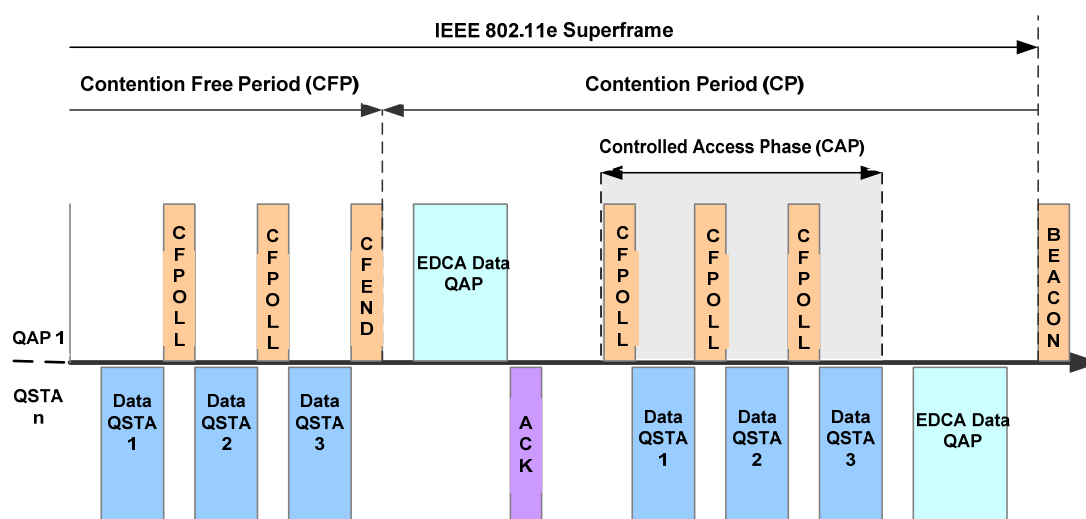 IEEE 802.11e Superframe
Contention Free Period (CFP)
Contention Period (CP)
Controlled Access Phase (CAP)
CFPOLL
CFPOLL
CFEND
EDCA Data
QAP
CFPOLL
CFPOLL
CFPOLL
BEACON
QAP 1
QSTA
n
Data
QSTA
1
Data
QSTA
2
Data
QSTA
3
ACK
Data
QSTA
1
Data
QSTA
2
Data
QSTA
3
EDCA Data
QAP